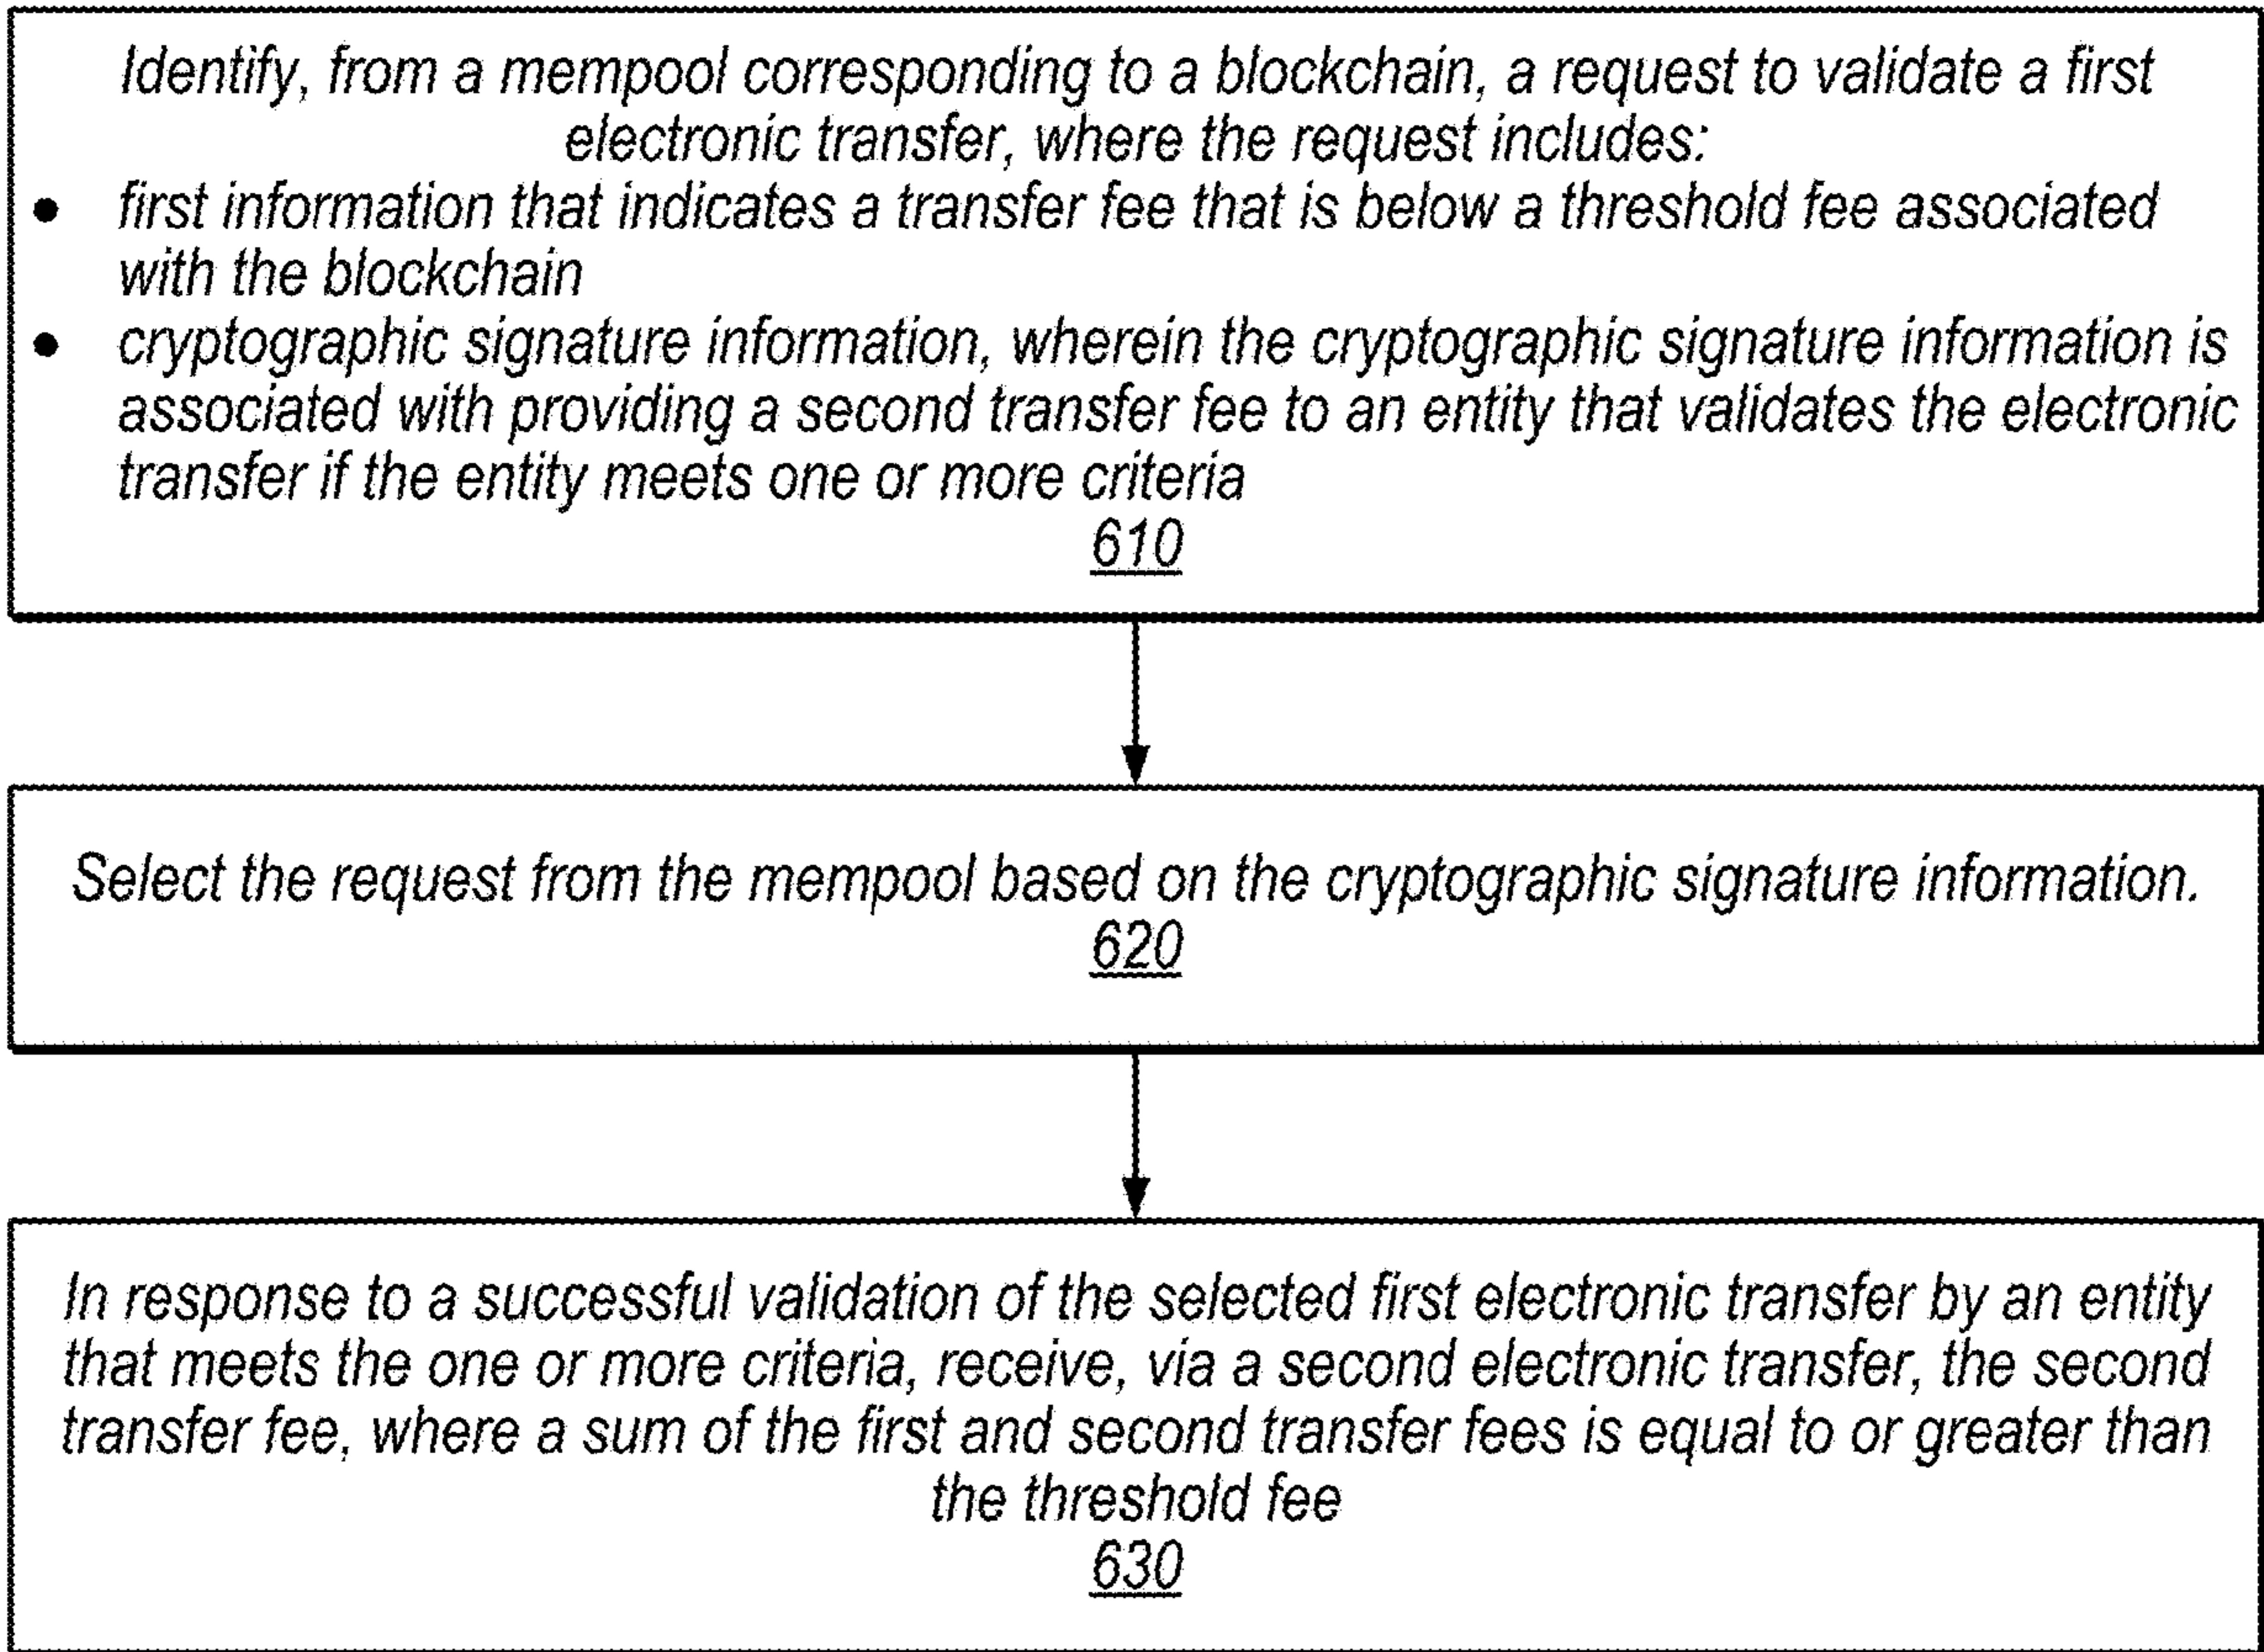 Identify, from a mempool corresponding to a blockchain, a request to validate a first
electronic transfer, where the request includes:
• first information that indicates a transfer fee that is below a threshold fee associated
with the blockchain
• cryptographic signature information, wherein the cryptographic signature information is
associated with providing a second transfer fee to an entity that validates the electronic
transfer if the entity meets one or more criteria
610
Select the request from the mempool based on the cryptographic signature information.
620
In response to a successful validation of the selected first electronic transfer by an entity
that meets the one or more criteria, receive, via a second electronic transfer, the second
transfer fee, where a sum of the first and second transfer fees is equal to or greater than
the threshold fee
630